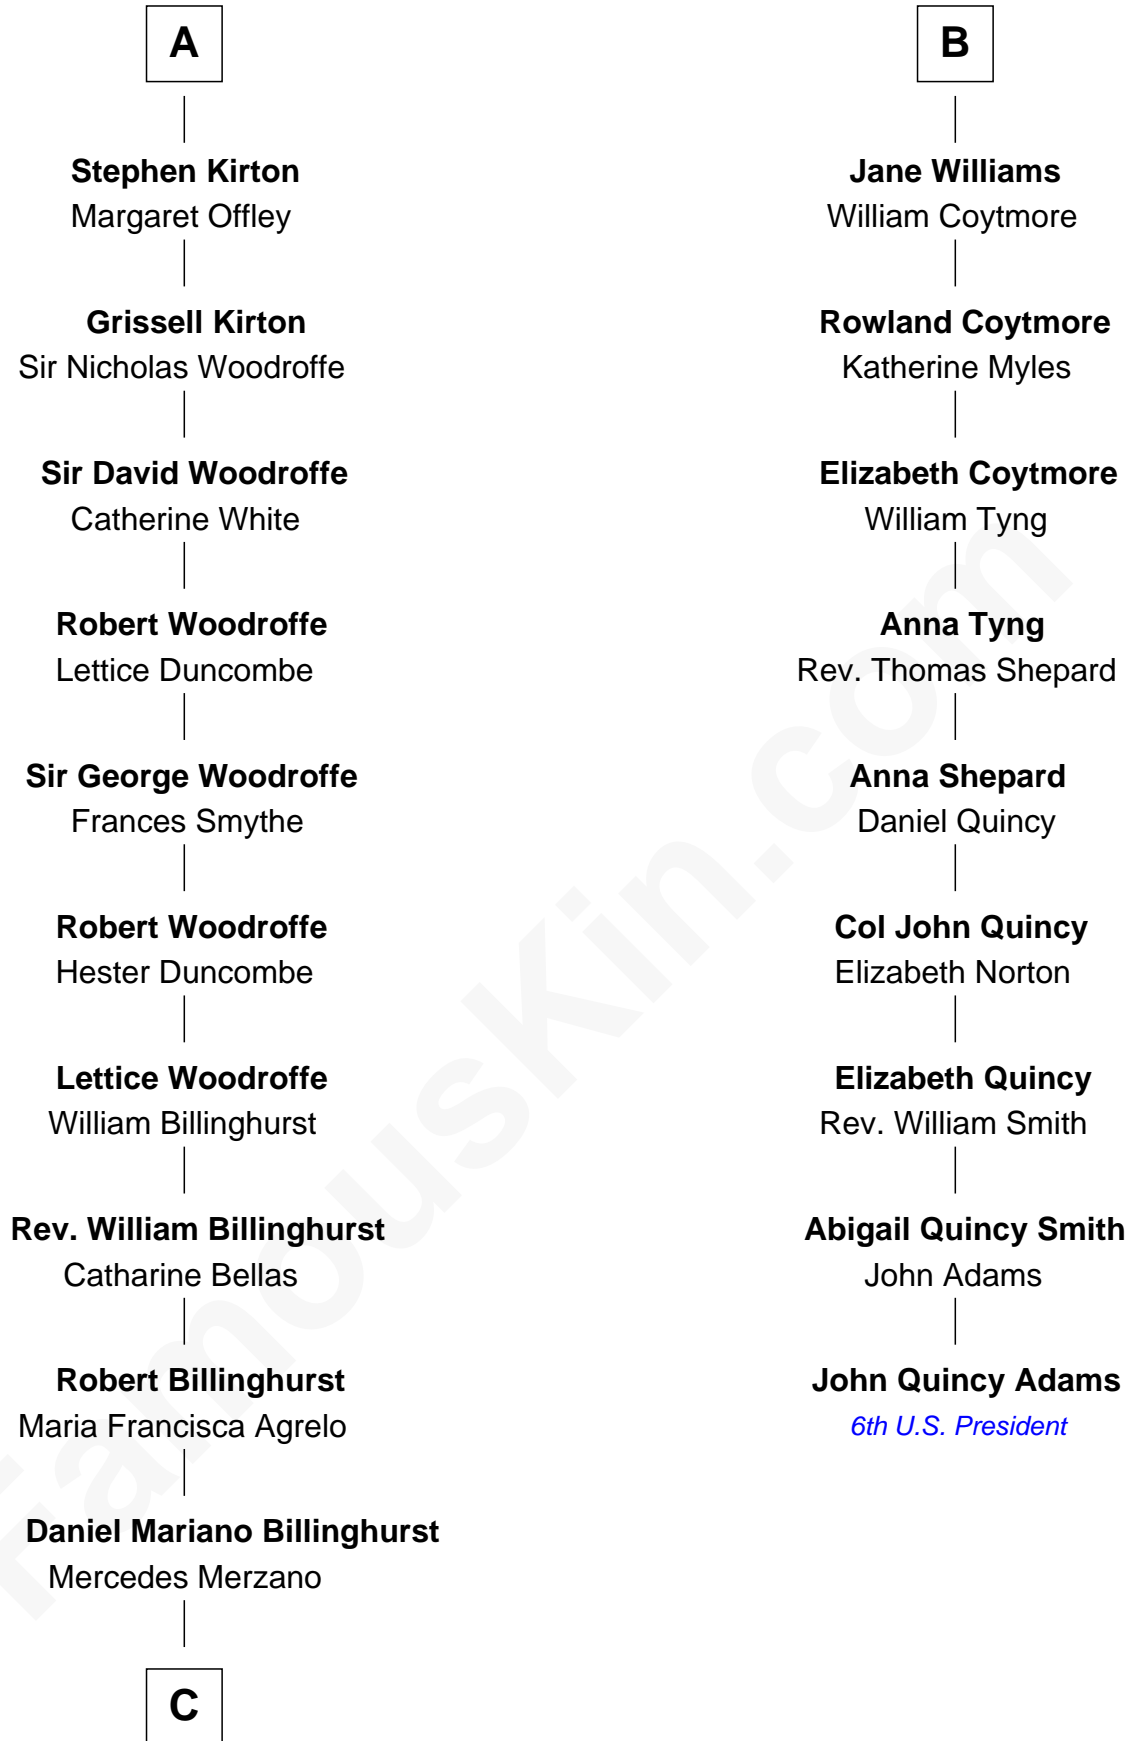 A
Stephen Kirton
Margaret Offley
Grissell Kirton
Sir Nicholas Woodroffe
Sir David Woodroffe
Catherine White
Robert Woodroffe
Lettice Duncombe
Sir George Woodroffe
Frances Smythe
Robert Woodroffe
Hester Duncombe
Lettice Woodroffe
William Billinghurst
Rev. William Billinghurst
Catharine Bellas
Robert Billinghurst
Maria Francisca Agrelo
Daniel Mariano Billinghurst
Mercedes Merzano
C
B
Jane Williams
William Coytmore
Rowland Coytmore
Katherine Myles
Elizabeth Coytmore
William Tyng
Anna Tyng
Rev. Thomas Shepard
Anna Shepard
Daniel Quincy
Col John Quincy
Elizabeth Norton
Elizabeth Quincy
Rev. William Smith
Abigail Quincy Smith
John Adams
John Quincy Adams
6th U.S. President
FamousKin.com